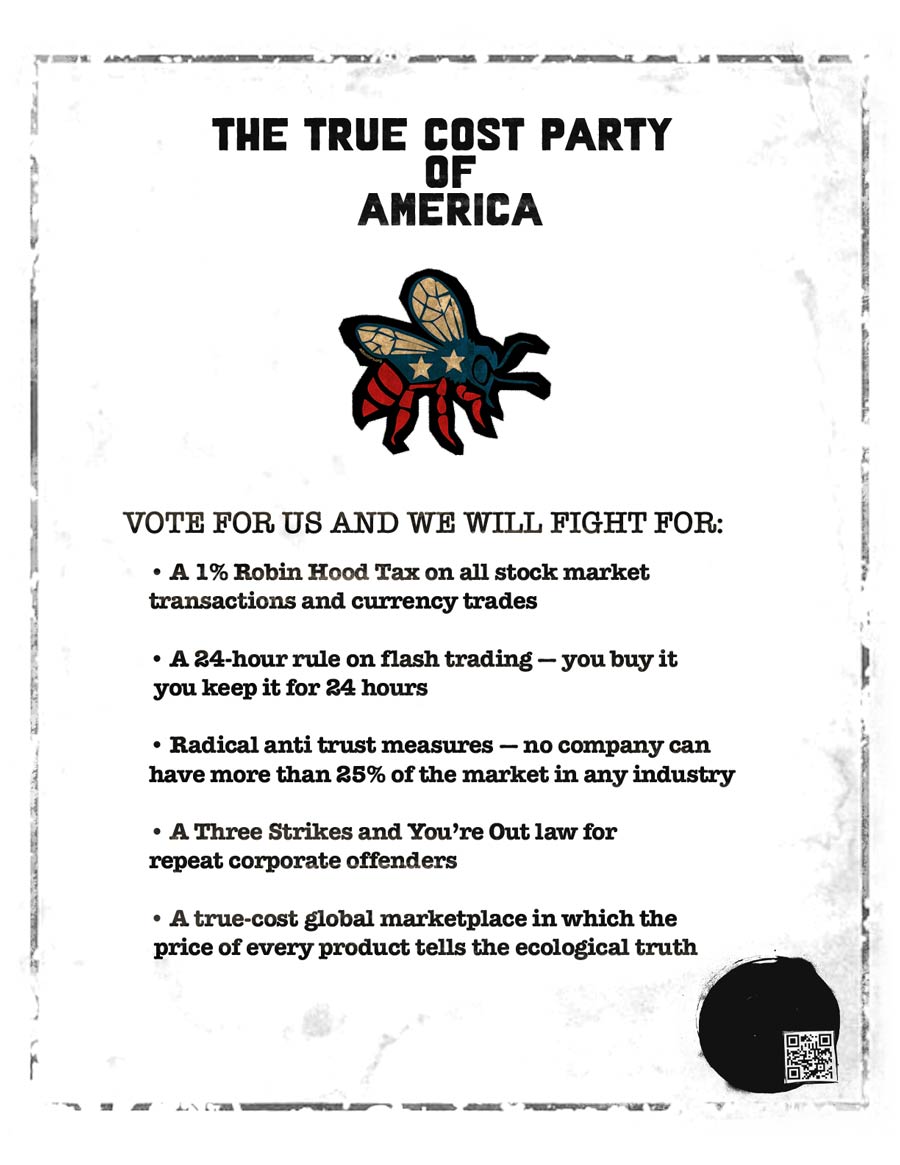 THE TRUE COST PARTY
OF
AMERICA
VOTE FOR US AND WE WILL FIGHT FOR:
• A 1% Robin Hood Tax on all stock market
transactions and currency trades
• A 24-hour rule on flash trading — you buy it
you keep it for 24 hours
• Radical anti trust measures — no company can
have more than 25% of the market in any industry
• A Three Strikes and You're Out law for
repeat corporate offenders
• A true-cost global marketplace in which the
price of every product tells the ecological truth